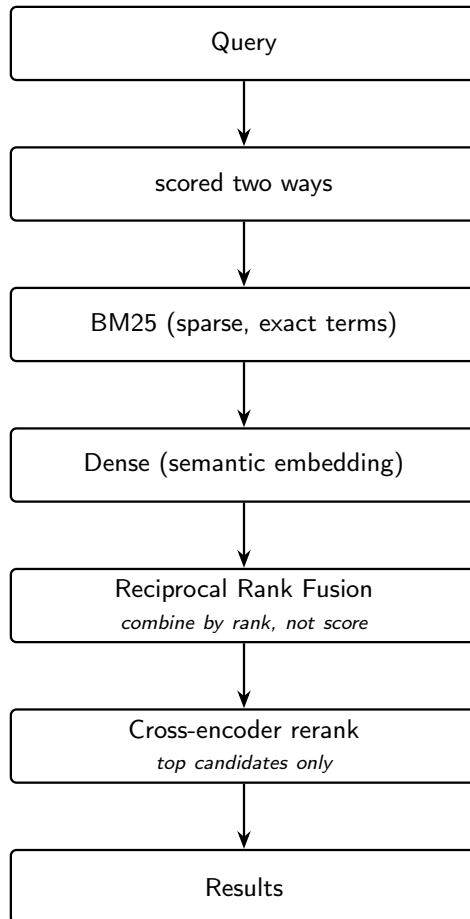 Query
scored two ways
BM25 (sparse, exact terms)
Dense (semantic embedding)
Reciprocal Rank Fusion
combine by rank, not score
Cross-encoder rerank
top candidates only
Results